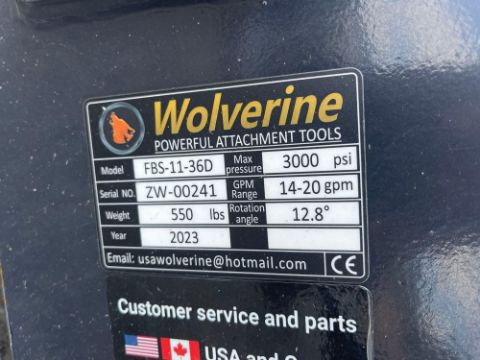 Wolverine
POWERFUL ATTACHMENT TOOLS
Model FBS-11-36D Max pressure 3000 psi
Serial NO. ZW-00241 GPM Range 14-20 gpm
Weight 550 lbs Rotation angle 12.8°
Year 2023
Email: usawolverine@hotmail.com CE
Customer service and parts
USA and